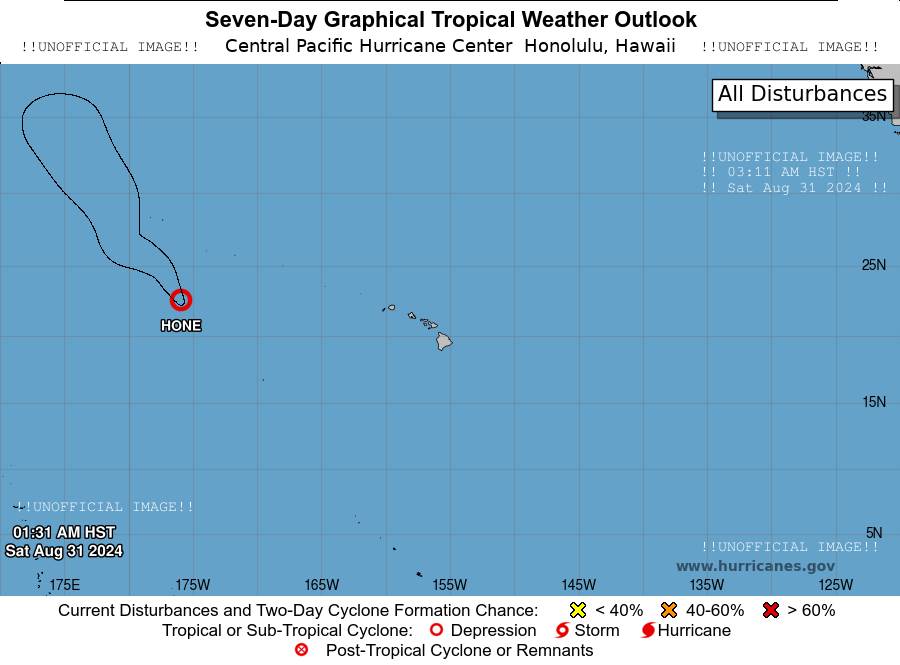 Seven-Day Graphical Tropical Weather Outlook
!!UNOFFICIAL IMAGE!! Central Pacific Hurricane Center Honolulu, Hawaii !!UNOFFICIAL IMAGE!!
All Disturbances
35N
!!UNOFFICIAL IMAGE!!
!! 03:11 AM HST !!
!! Sat Aug 31 2024 !!
25N
HONE
15N
!!UNOFFICIAL IMAGE!!
01:31 AM HST
Sat Aug 31 2024
5N
!!UNOFFICIAL IMAGE!!
www.hurricanes.gov
175E 175W 165W 155W 145W 135W 125W
Current Disturbances and Two-Day Cyclone Formation Chance: < 40% 40-60% > 60%
Tropical or Sub-Tropical Cyclone: Depression Storm Hurricane
Post-Tropical Cyclone or Remnants